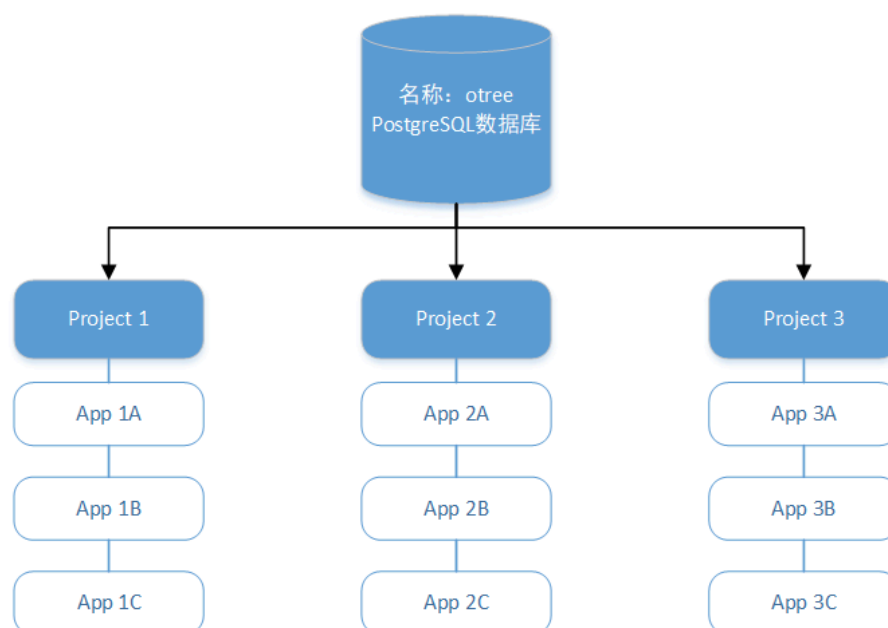 名称：otree
PostgreSQL数据库
Project 1
Project 2
Project 3
App 1A
App 2A
App 3A
App 1B
App 2B
App 3B
App 1C
App 2C
App 3C